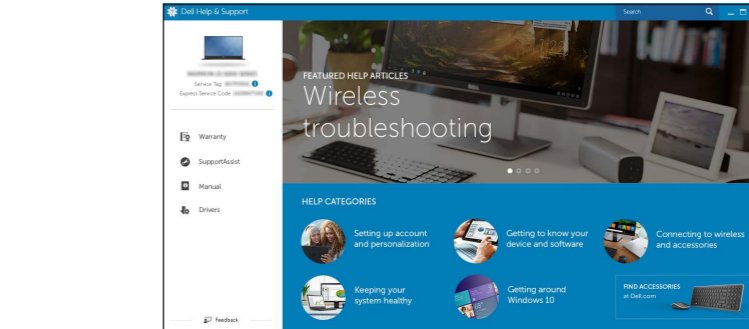 Dell Help & Support
Search
Service Tag:
Express Service Code:
Warranty
SupportAssist
Manual
Drivers
Feedback
FEATURED HELP ARTICLES
Wireless
troubleshooting
HELP CATEGORIES
Setting up account
and personalization
Getting to know your
device and software
Connecting to wireless
and accessories
Keeping your
system healthy
Getting around
Windows 10
FIND ACCESSORIES
at Dell.com